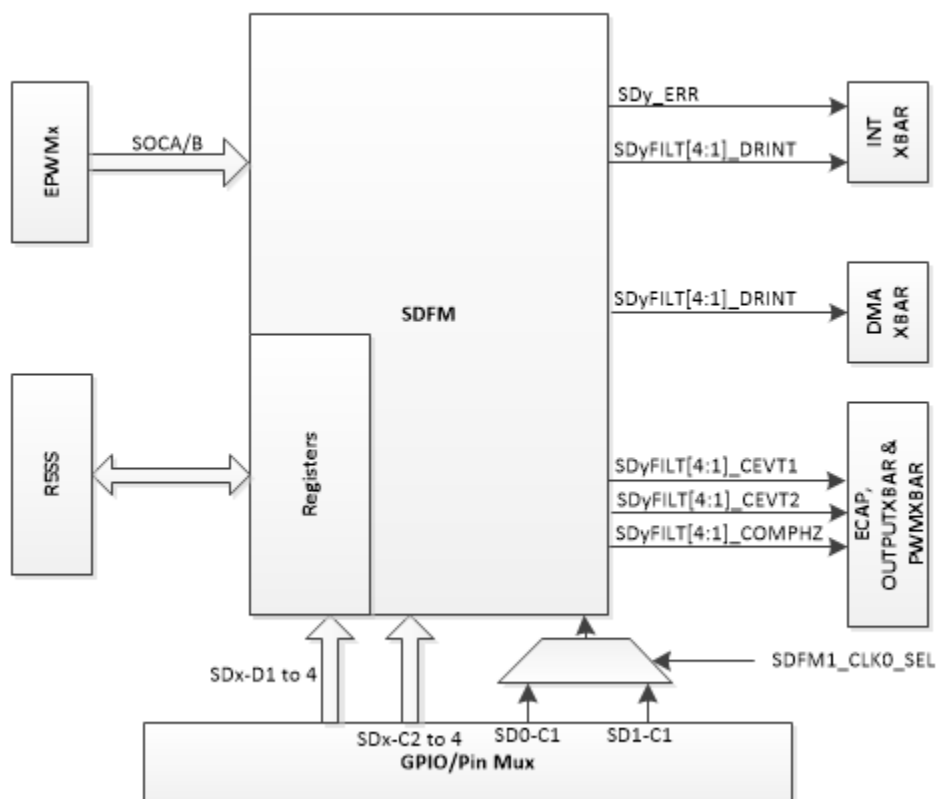 EPWMx
SOCA/B
R5SS
SDFM
Registers
SDy_ERR
SDyFILT[4:1]_DRINT
INT
XBAR
SDyFILT[4:1]_DRINT
DMA
XBAR
SDyFILT[4:1]_CEVT1
SDyFILT[4:1]_CEVT2
SDyFILT[4:1]_COMPHZ
ECAP,
OUTPUTXBAR &
PWMXBAR
SDFM1_CLK0_SEL
SDx-D1 to 4
SDx-C2 to 4
SD0-C1
SD1-C1
GPIO/Pin Mux